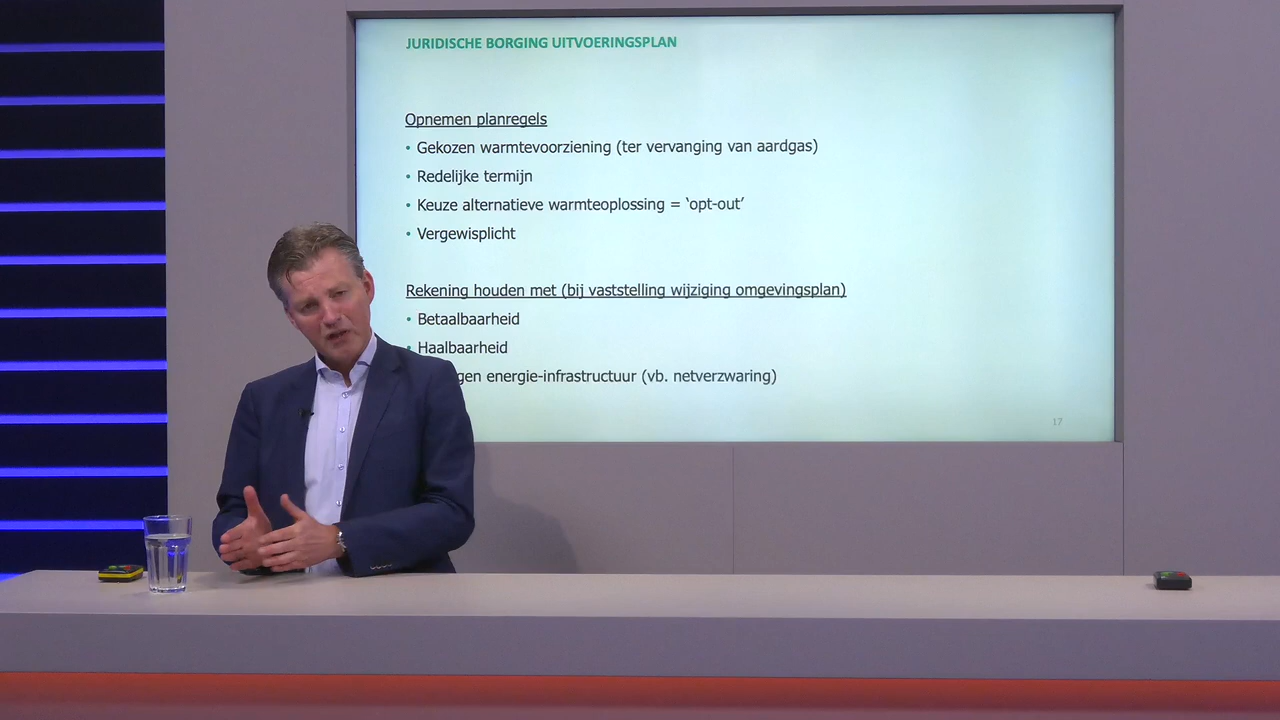 JURIDISCHE BORGING UITVOERINGSPLAN
Opnemen planregels
• Gekozen warmtevoorziening (ter vervanging van aardgas)
• Redelijke termijn
• Keuze alternatieve warmteoplossing = ‘opt-out’
• Vergewisplicht
Rekening houden met (bij vaststelling wijziging omgevingsplan)
• Betaalbaarheid
• Haalbaarheid
energie-infrastructuur (vb. netverzwaring)
17